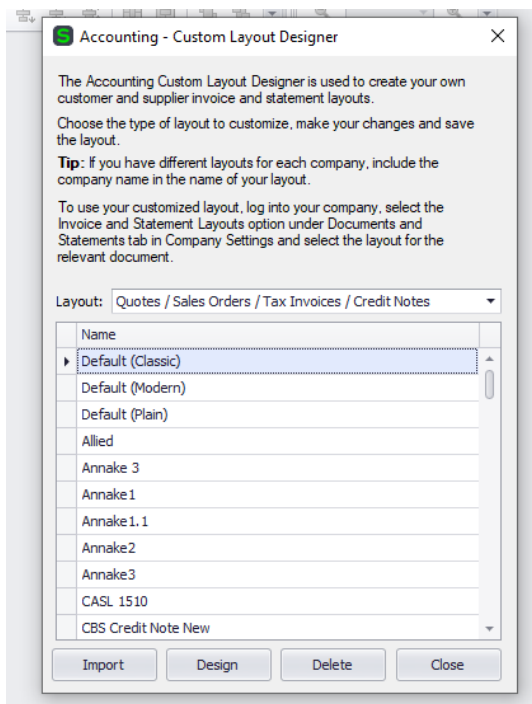 S Accounting - Custom Layout Designer
The Accounting Custom Layout Designer is used to create your own
customer and supplier invoice and statement layouts.
Choose the type of layout to customize, make your changes and save
the layout.
Tip: If you have different layouts for each company, include the
company name in the name of your layout.
To use your customized layout, log into your company, select the
Invoice and Statement Layouts option under Documents and
Statements tab in Company Settings and select the layout for the
relevant document.
Layout: Quotes / Sales Orders / Tax Invoices / Credit Notes
Name
Default (Classic)
Default (Modern)
Default (Plain)
Allied
Annake 3
Annake1
Annake1.1
Annake2
Annake3
CASL 1510
CBS Credit Note New
Import Design Delete Close